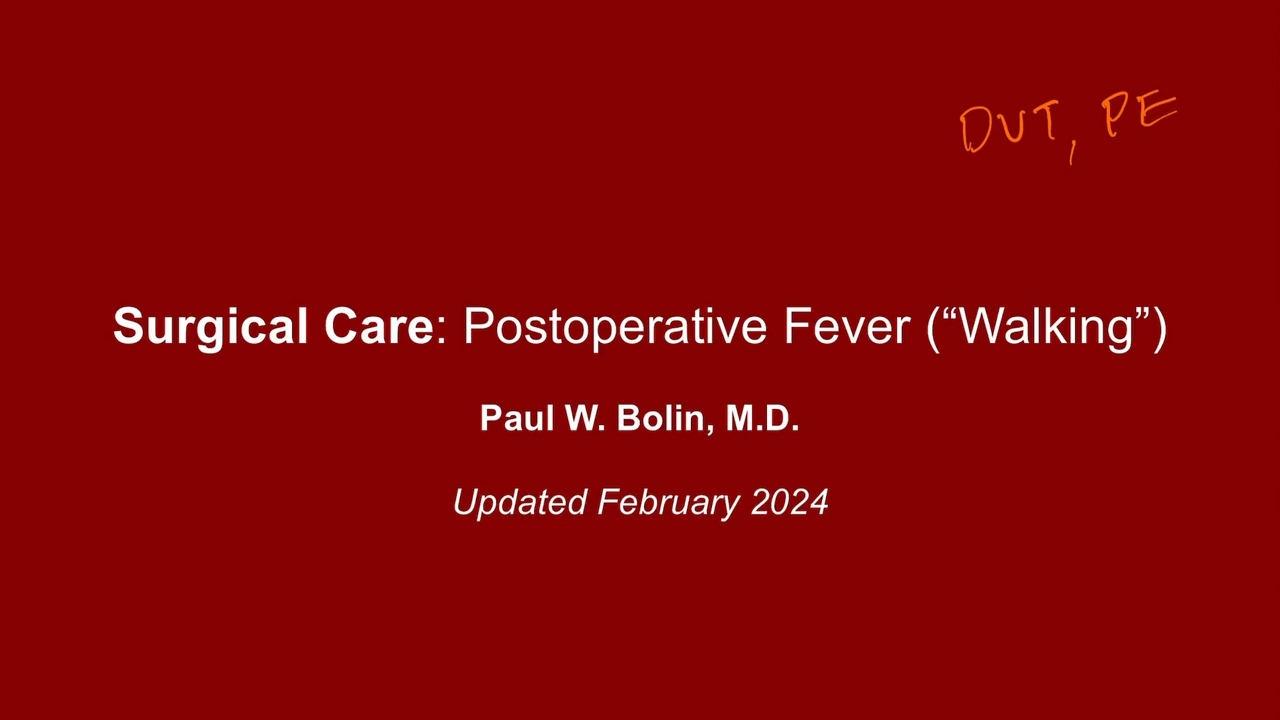 DVT, PE
Surgical Care: Postoperative Fever (“Walking”)
Paul W. Bolin, M.D.
Updated February 2024